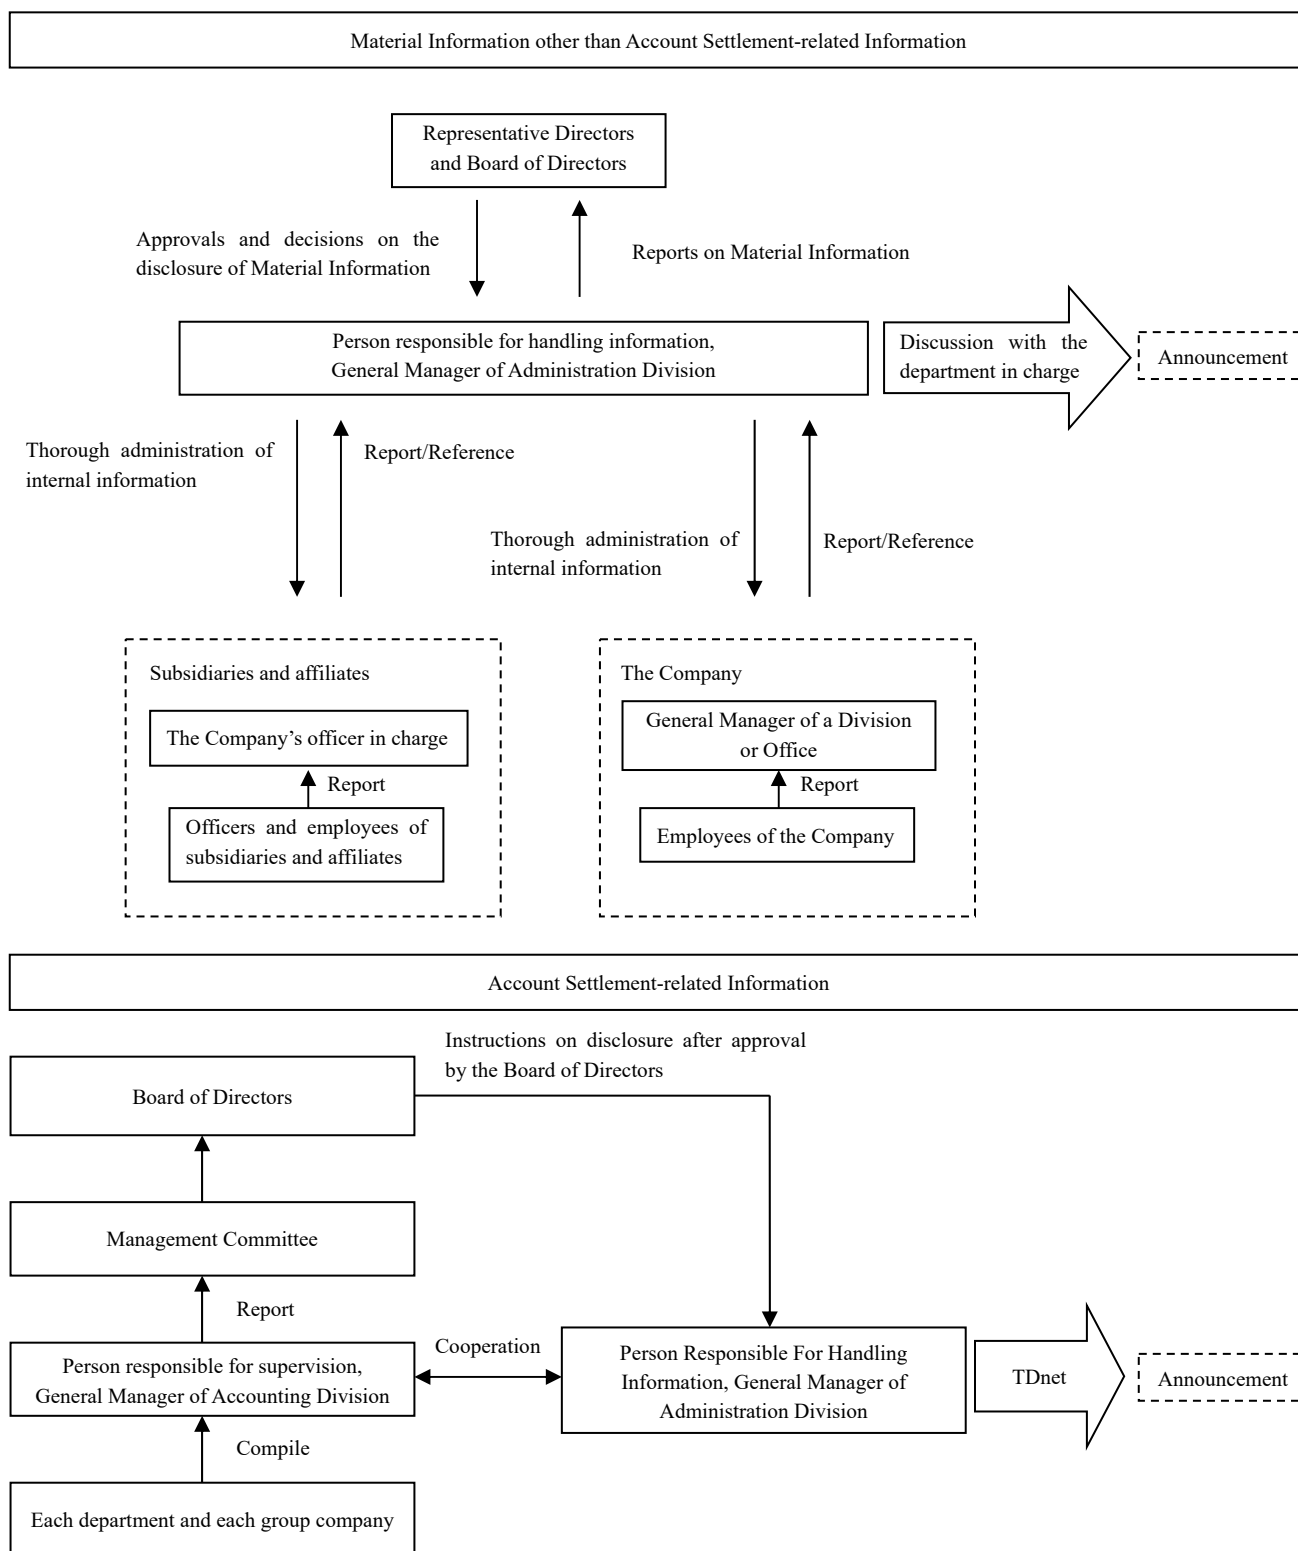 Material Information other than Account Settlement-related Information
Representative Directors
and Board of Directors
Approvals and decisions on the
disclosure of Material Information
Reports on Material Information
Person responsible for handling information,
General Manager of Administration Division
Discussion with the
department in charge
Announcement
Thorough administration of
internal information
Report/Reference
Thorough administration of
internal information
Report/Reference
Subsidiaries and affiliates
The Company’s officer in charge
Report
Officers and employees of
subsidiaries and affiliates
The Company
General Manager of a Division
or Office
Report
Employees of the Company
Account Settlement-related Information
Instructions on disclosure after approval
by the Board of Directors
Board of Directors
Management Committee
Report
Person responsible for supervision,
General Manager of Accounting Division
Cooperation
Person Responsible For Handling
Information, General Manager of
Administration Division
TDnet
Announcement
Compile
Each department and each group company